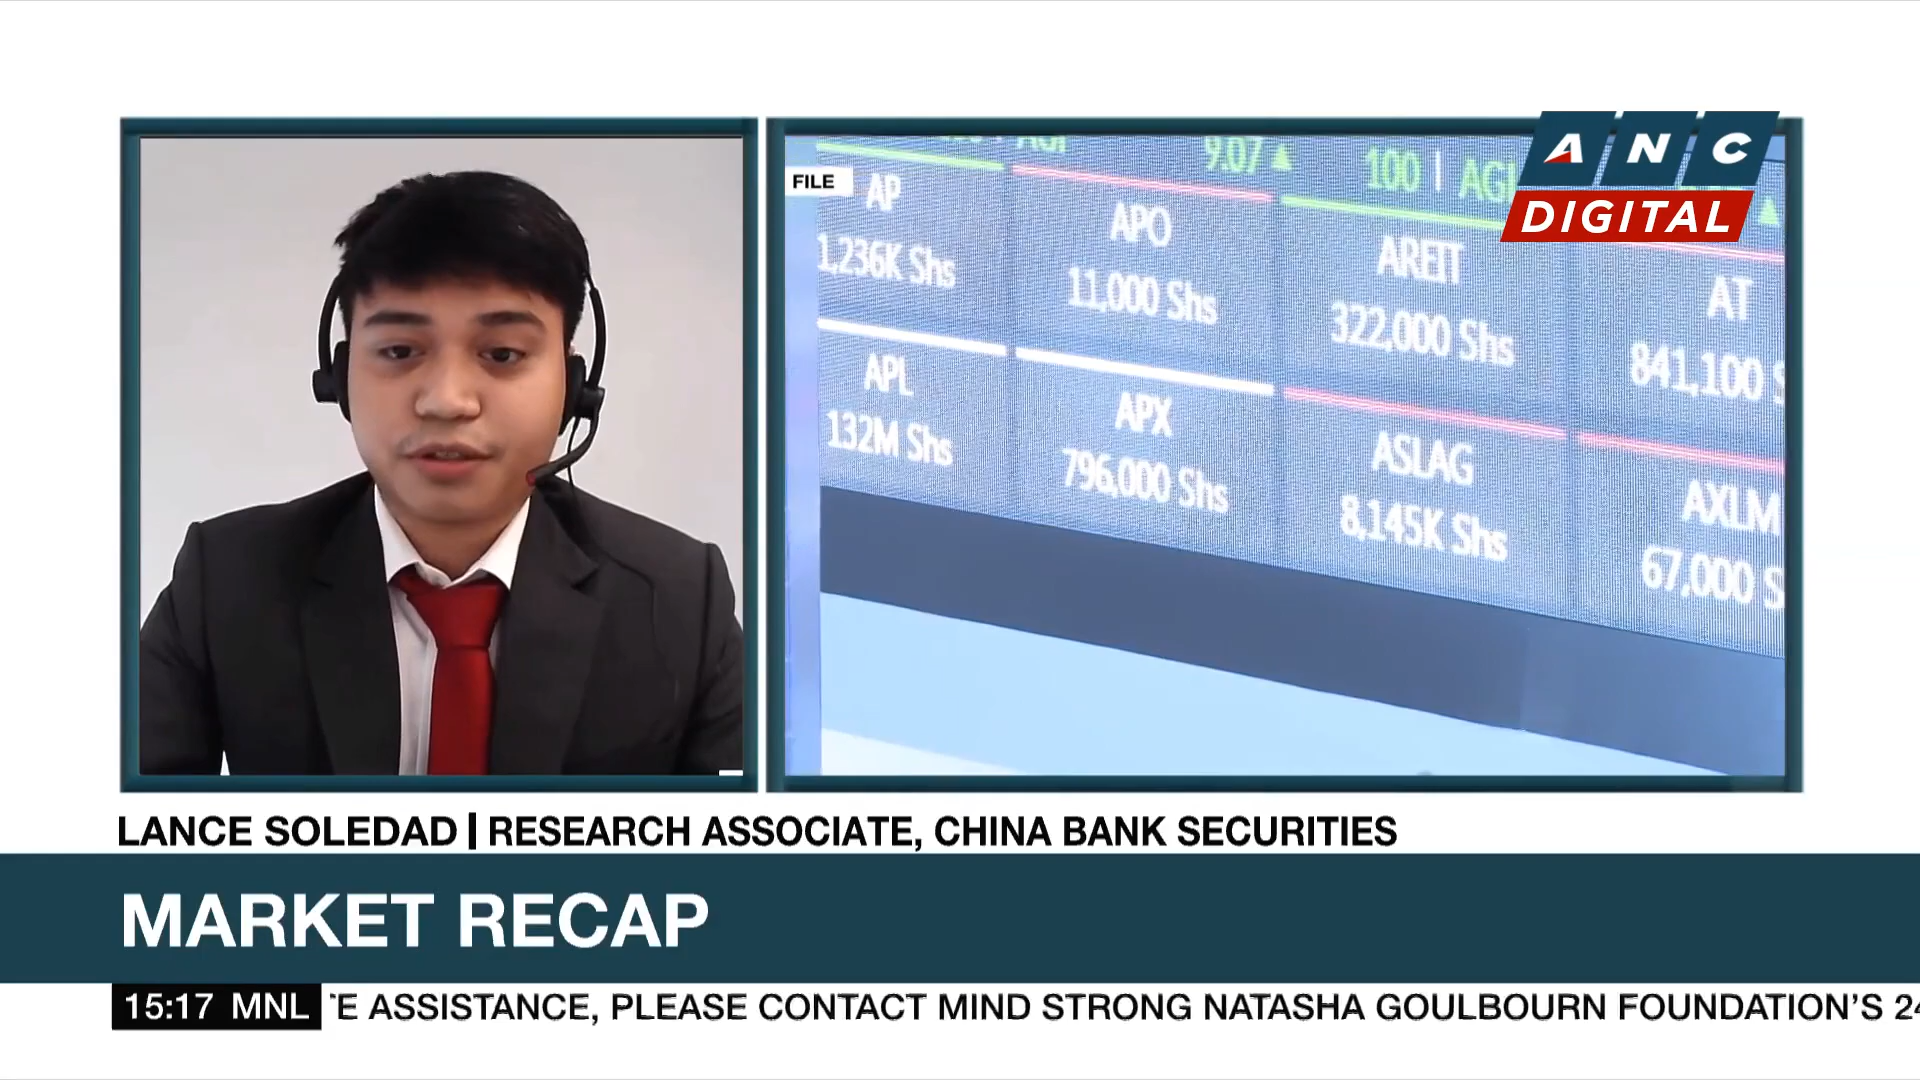 ANC
DIGITAL
FILE
9.07▲ 100 | AGI
AP
1,236K Shs
APO
11,000 Shs
AREIT
322,000 Shs
AT
841,100
APL
132M Shs
APX
796,000 Shs
ASLAG
8,145K Shs
AXLM
67,000
LANCE SOLEDAD | RESEARCH ASSOCIATE, CHINA BANK SECURITIES
MARKET RECAP
15:17 MNL
E ASSISTANCE, PLEASE CONTACT MIND STRONG NATASHA GOULBOURN FOUNDATION'S 24